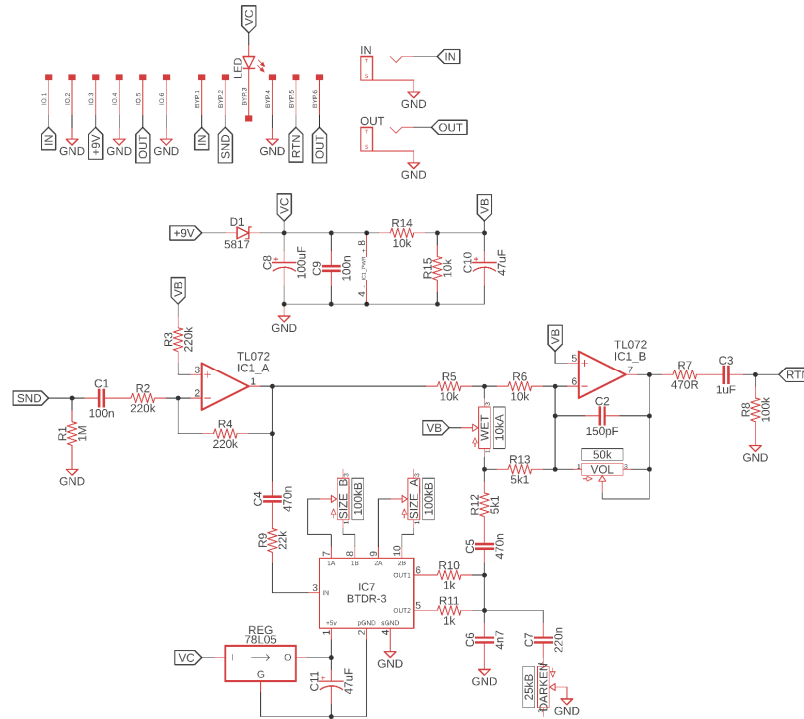 VC
LED
IN
IN
T
S
GND
OUT
OUT
T
S
GND
IO.1
IO.2
IO.3
IO.4
IO.5
IO.6
BYP.1
BYP.2
BYP.3
BYP.4
BYP.5
BYP.6
IN
GND
+9V
GND
OUT
GND
IN
SND
GND
RTN
OUT
VC
VB
+9V
D1
5817
C8
100uF
C9
100n
8
4
R14
10k
R15
10k
C10
47uF
GND
VB
R3
220k
TL072
IC1_A
3
2
1
SND
C1
100n
R2
220k
R1
1M
GND
R4
220k
R5
10k
R6
10k
VB
TL072
IC1_B
5
6
7
R7
470R
C3
1uF
RTN
R8
100k
GND
C2
150pF
50k
1
VOL
3
VB
WET
10kA
R13
5k1
R12
5k1
C5
470n
C4
470n
R9
22k
SIZE_B
100kB
SIZE_A
100kB
7
8
9
10
1A
1B
2A
2B
3
IN
IC7
BTDR-3
OUT1
6
OUT2
5
+5v
pGND
sGND
1
2
4
GND
R10
1k
R11
1k
C6
4n7
GND
C7
220n
DARKEN
25kB
GND
REG
78L05
VC
I
O
G
C11
47uF